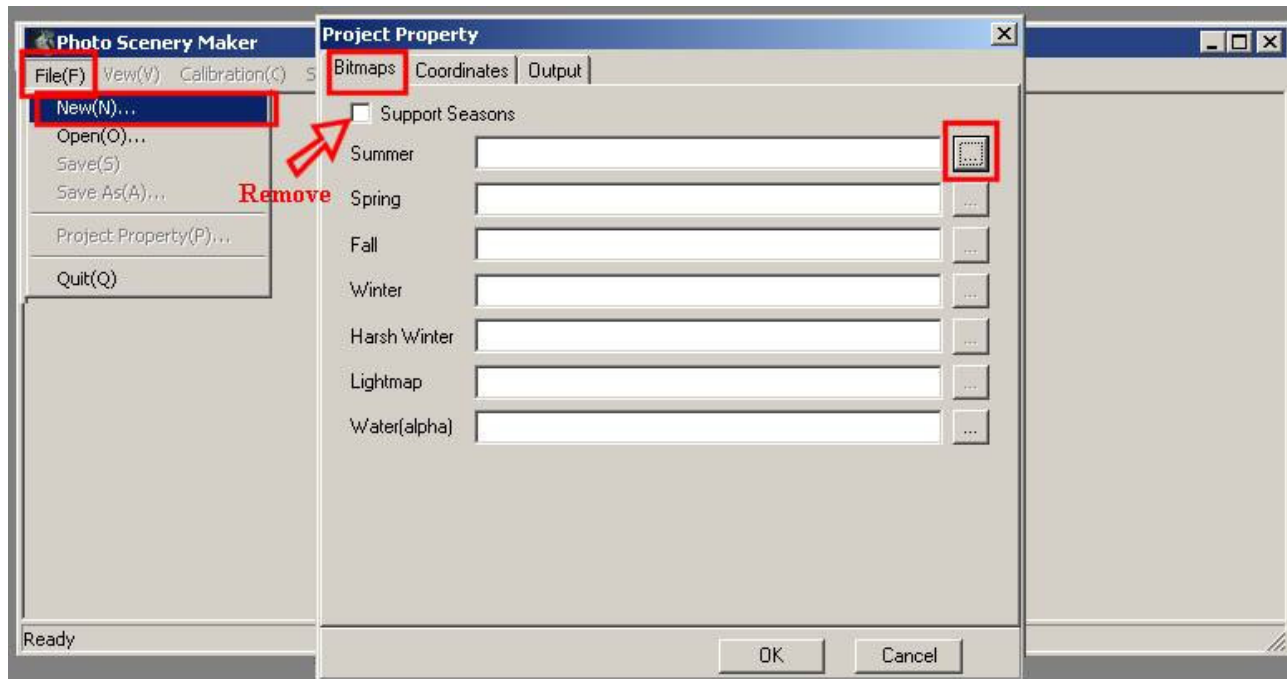 Photo Scenery Maker
File(F) Vew(V) Calibration(C) S
New(N)...
Open(O)...
Save(S)
Save As(A)...
Project Property(P)...
Quit(Q)
Remove
Project Property
Bitmaps Coordinates Output
Support Seasons
Summer ...
Spring ...
Fall ...
Winter ...
Harsh Winter ...
Lightmap ...
Water(alpha) ...
OK Cancel
Ready